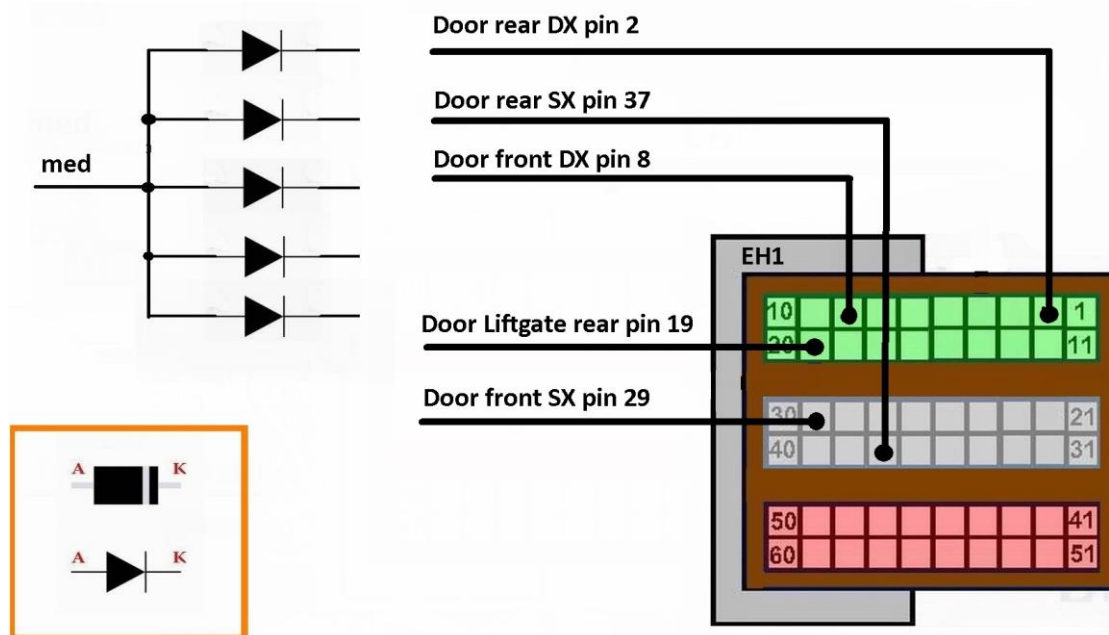 Door rear DX pin 2
Door rear SX pin 37
Door front DX pin 8
med
EH1
10 1
20 11
Door Liftgate rear pin 19
Door front SX pin 29
30 21
40 31
50 41
60 51
A K
A K